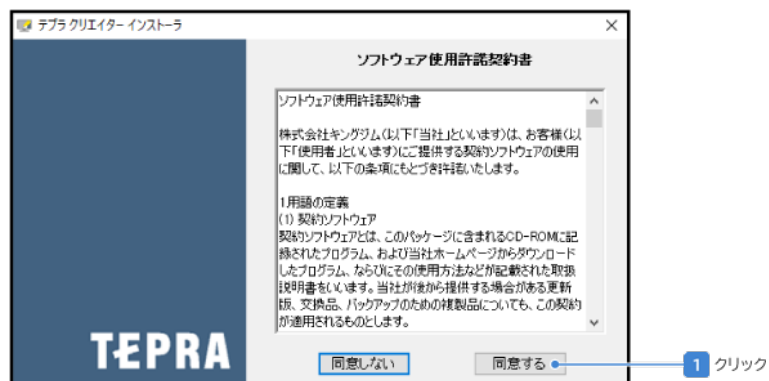 テプラ クリエイター インストーラ
ソフトウェア使用許諾契約書
ソフトウェア使用許諾契約書
株式会社キングジム(以下「当社」といいます)は、お客様(以
下「使用者」といいます)にご提供する契約ソフトウェアの使用
に関して、以下の条項にもとづき許諾いたします。
1用語の定義
(1) 契約ソフトウェア
契約ソフトウェアとは、このパッケージに含まれるCD-ROMに記
録されたプログラム、および当社ホームページからダウンロード
したプログラム、ならびにその使用方法などが記載された取扱
説明書をいいます。当社が後から提供する場合がある更新
版、交換品、バックアップのための複製品についても、この契約
が適用されるものとします。
TEPRA
同意しない
同意する
1 クリック